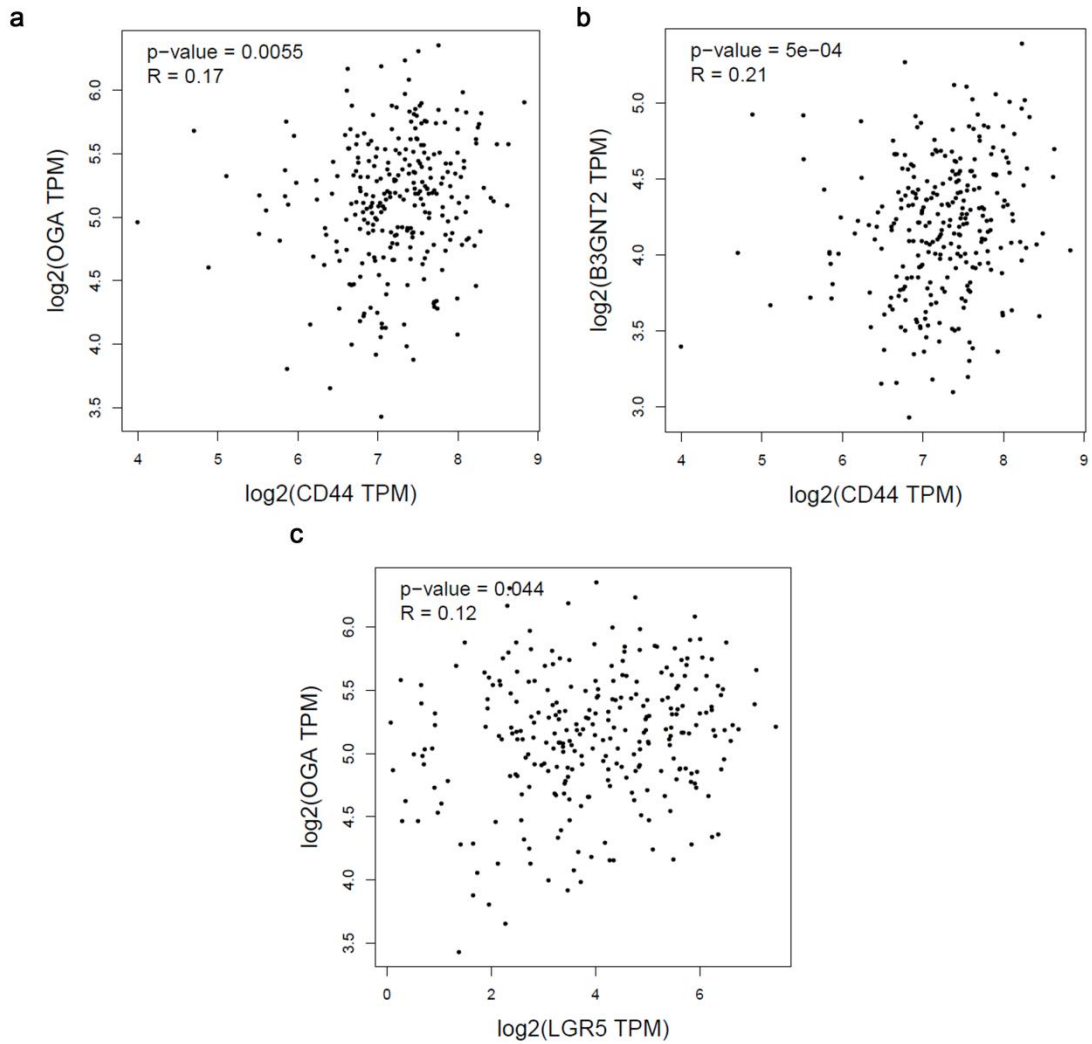 a
p-value = 0.0055
R = 0.17
log2(OGA TPM)
6.0
5.5
5.0
4.5
4.0
3.5
4 5 6 7 8 9
log2(CD44 TPM)
b
p-value = 5e-04
R = 0.21
log2(B3GNT2 TPM)
5.0
4.5
4.0
3.5
3.0
4 5 6 7 8 9
log2(CD44 TPM)
c
p-value = 0.044
R = 0.12
log2(OGA TPM)
6.0
5.5
5.0
4.5
4.0
3.5
0 2 4 6
log2(LGR5 TPM)